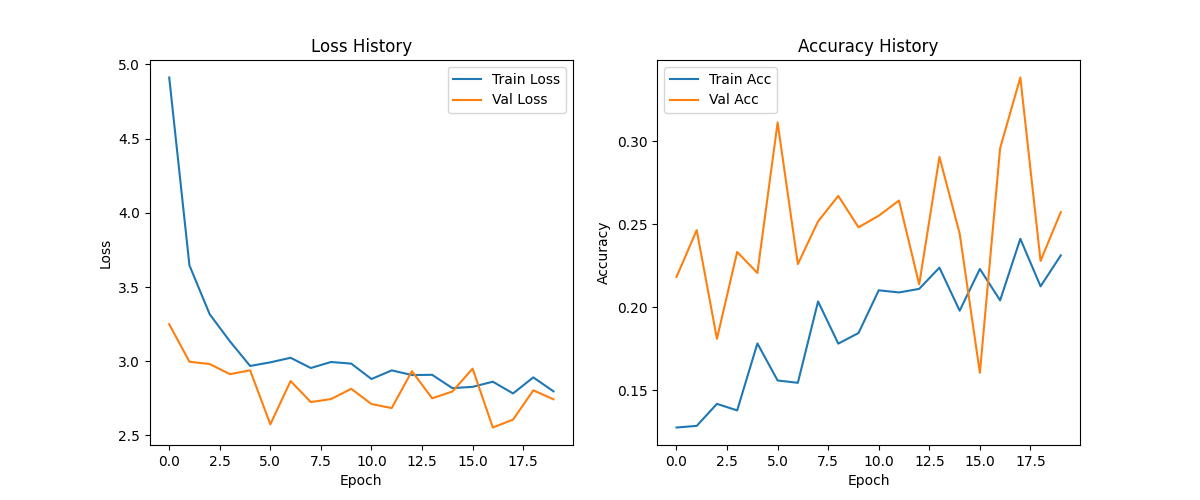 Loss History
5.0
4.5
4.0
3.5
3.0
2.5
Loss
0.0 2.5 5.0 7.5 10.0 12.5 15.0 17.5
Epoch
Train Loss
Val Loss
Accuracy History
0.30
0.25
0.20
0.15
Accuracy
0.0 2.5 5.0 7.5 10.0 12.5 15.0 17.5
Epoch
Train Acc
Val Acc